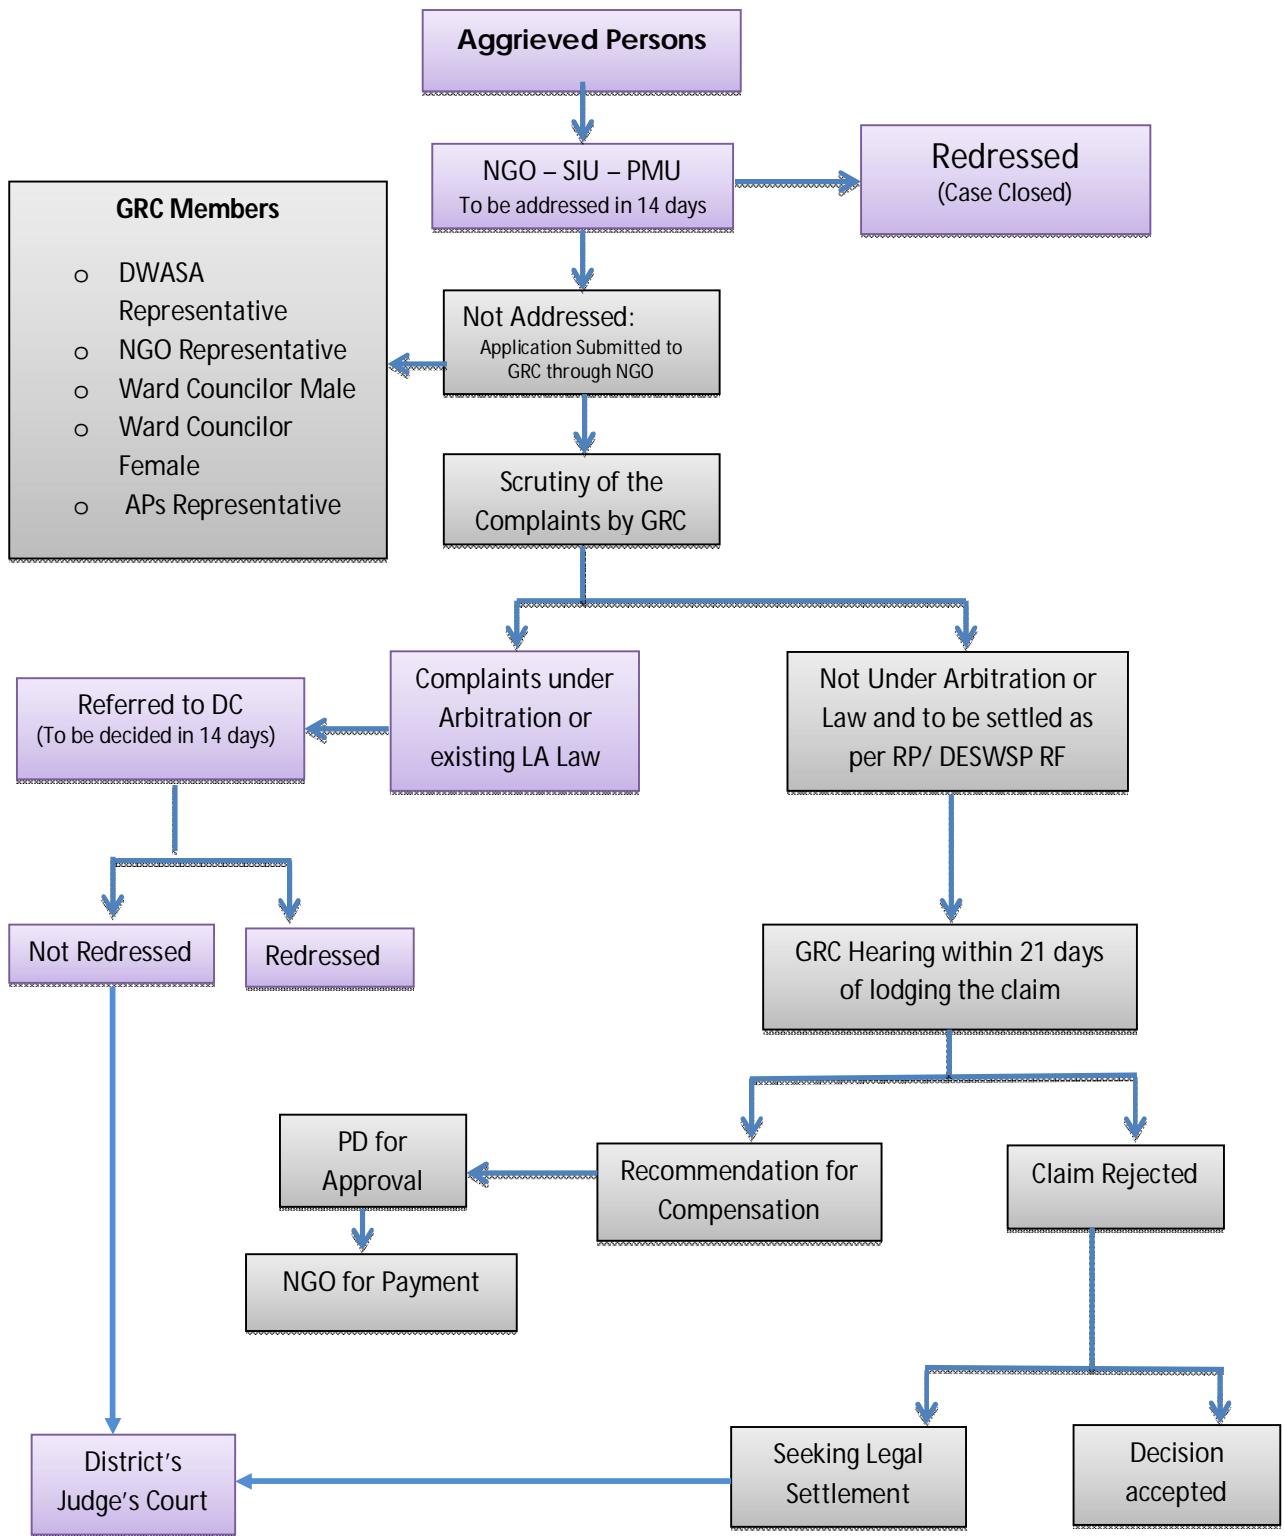 Aggrieved Persons
NGO – SIU – PMU
To be addressed in 14 days
Redressed
(Case Closed)
GRC Members
o DWASA
Representative
o NGO Representative
o Ward Councilor Male
o Ward Councilor
Female
o APs Representative
Not Addressed:
Application Submitted to
GRC through NGO
Scrutiny of the
Complaints by GRC
Referred to DC
(To be decided in 14 days)
Complaints under
Arbitration or
existing LA Law
Not Under Arbitration or
Law and to be settled as
per RP/ DESWSP RF
Not Redressed
Redressed
GRC Hearing within 21 days
of lodging the claim
PD for
Approval
Recommendation for
Compensation
Claim Rejected
NGO for Payment
District's
Judge's Court
Seeking Legal
Settlement
Decision
accepted